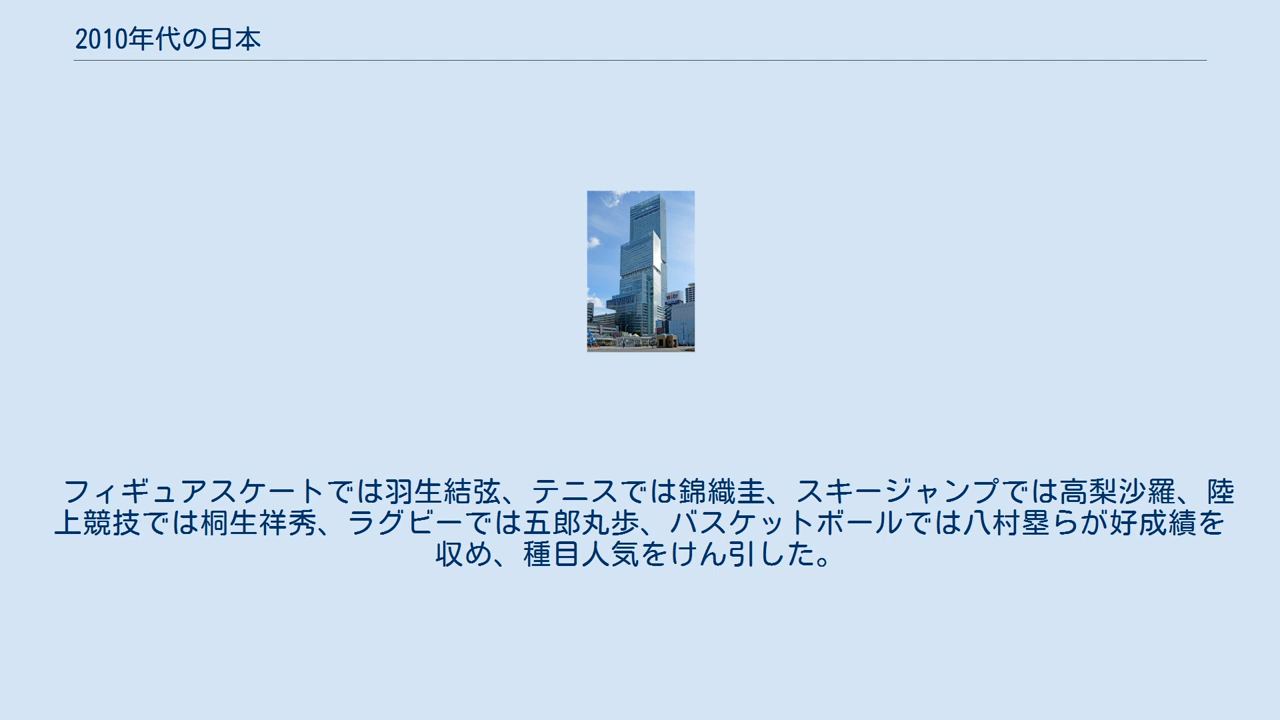 2010年代の日本
フィギュアスケートでは羽生結弦、テニスでは錦織圭、スキージャンプでは高梨沙羅、陸
上競技では桐生祥秀、ラグビーでは五郎丸歩、バスケットボールでは八村塁らが好成績を
収め、種目人気をけん引した。